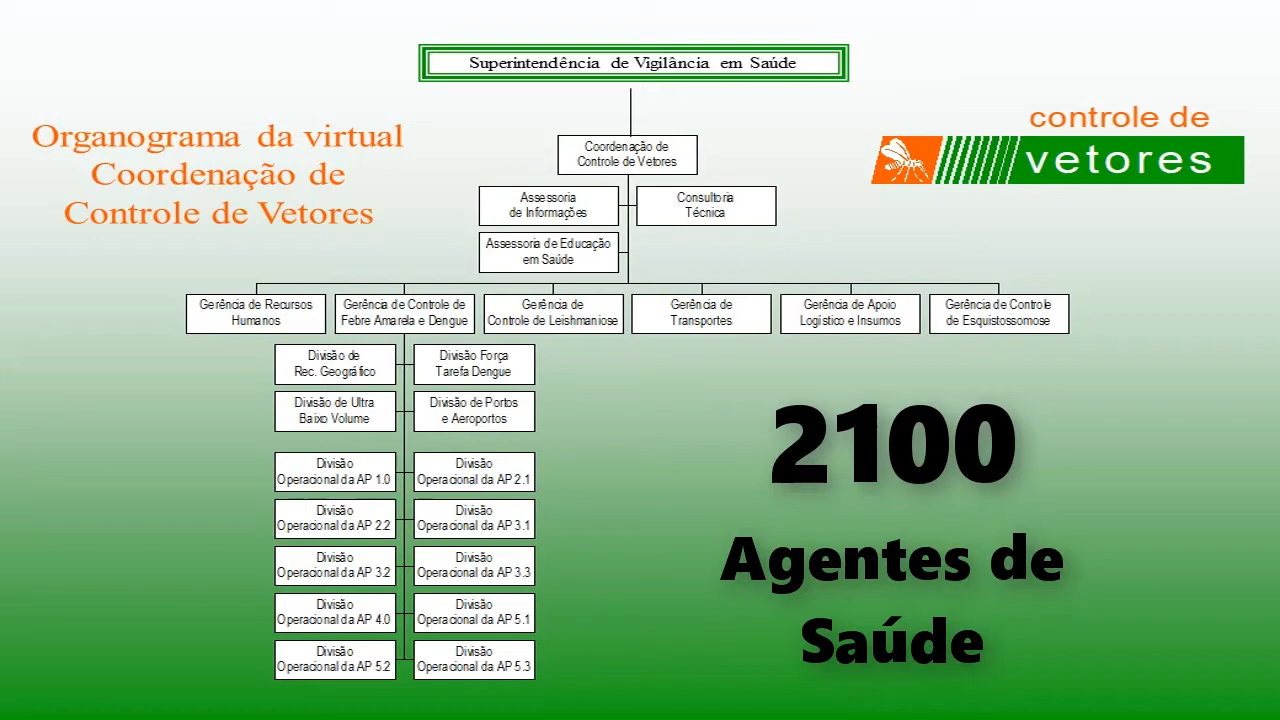 Superintendência de Vigilância em Saúde
Organograma da virtual
Coordenação de
Controle de Vetores
controle de
vetores
Coordenação de
Controle de Vetores
Assessoria
de Informações
Consultoria
Técnica
Assessoria de Educação
em Saúde
Gerência de Recursos
Humanos
Gerência de Controle de
Febre Amarela e Dengue
Gerência de
Controle de Leishmaniose
Gerência de
Transportes
Gerência de Apoio
Logístico e Insumos
Gerência de Controle
de Esquistossomose
Divisão de
Rec. Geográfico
Divisão Força
Tarefa Dengue
Divisão de Ultra
Baixo Volume
Divisão de Portos
e Aeroportos
Divisão
Operacional da AP 1.0
Divisão
Operacional da AP 2.1
Divisão
Operacional da AP 2.2
Divisão
Operacional da AP 3.1
Divisão
Operacional da AP 3.2
Divisão
Operacional da AP 3.3
Divisão
Operacional da AP 4.0
Divisão
Operacional da AP 5.1
Divisão
Operacional da AP 5.2
Divisão
Operacional da AP 5.3
2100
Agentes de
Saúde